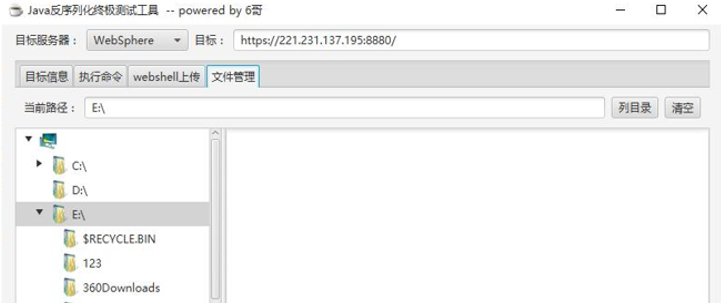 Java反序列化终极测试工具 -- powered by 6哥
目标服务器： WebSphere 目标： https://221.231.137.195:8880/
目标信息 执行命令 webshell上传 文件管理
当前路径： E:\ 列目录 清空
C:\
D:\
E:\
$RECYCLE.BIN
123
360Downloads